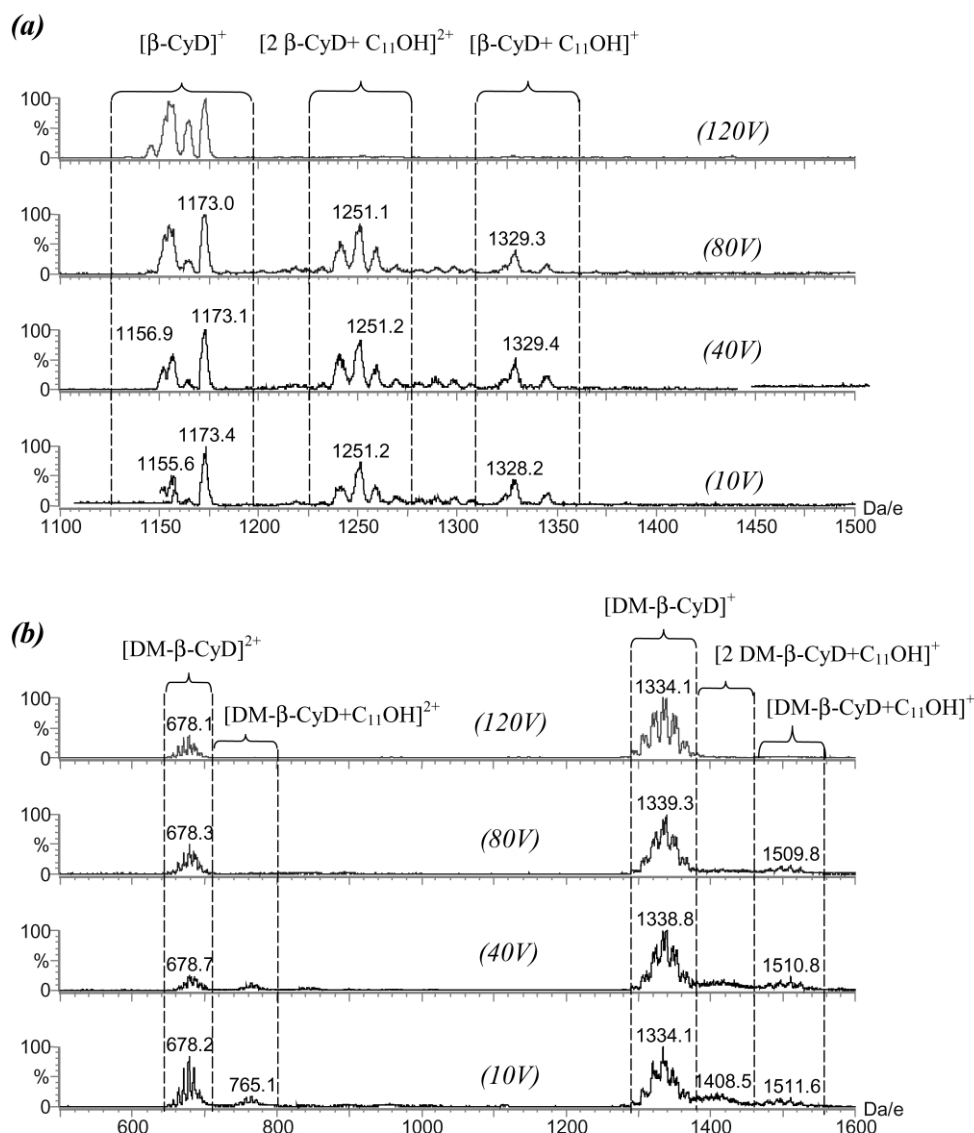 (a)
[β-CyD]⁺ [2 β-CyD+ C₁₁OH]²⁺ [β-CyD+ C₁₁OH]⁺
100
%
0
(120V)
1173.0 1251.1 1329.3
100
%
0
(80V)
1156.9 1173.1 1251.2 1329.4
100
%
0
(40V)
1155.6 1173.4 1251.2 1328.2
100
%
0
(10V)
1100 1150 1200 1250 1300 1350 1400 1450 1500
Da/e
(b)
[DM-β-CyD]⁺
[DM-β-CyD]²⁺ [2 DM-β-CyD+C₁₁OH]⁺
[DM-β-CyD+C₁₁OH]²⁺ [DM-β-CyD+C₁₁OH]⁺
100
%
0
678.1 (120V) 1334.1
100
%
0
678.3 (80V) 1339.3 1509.8
100
%
0
678.7 (40V) 1338.8 1510.8
100
%
0
678.2 765.1 (10V) 1334.1 1408.5 1511.6
600 800 1000 1200 1400 1600
Da/e